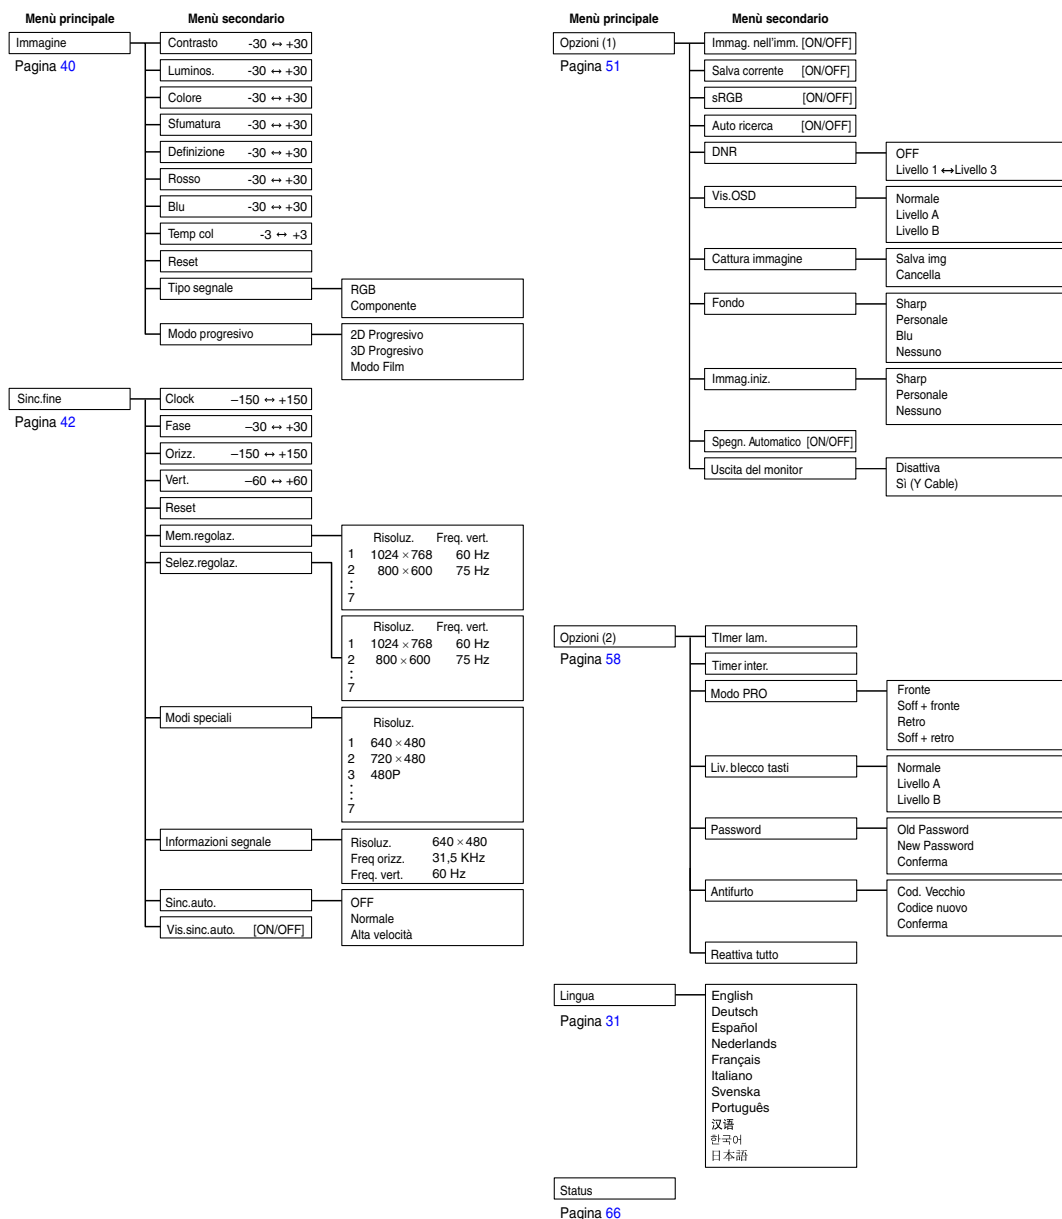 Menù principale Menù secondario
Immagine
Pagina 40
Contrasto -30 ↔ +30
Luminos. -30 ↔ +30
Colore -30 ↔ +30
Sfumatura -30 ↔ +30
Definizione -30 ↔ +30
Rosso -30 ↔ +30
Blu -30 ↔ +30
Temp col -3 ↔ +3
Reset
Tipo segnale
RGB
Componente
Modo progresivo
2D Progresivo
3D Progresivo
Modo Film
Sinc.fine
Pagina 42
Clock –150 ↔ +150
Fase –30 ↔ +30
Orizz. –150 ↔ +150
Vert. –60 ↔ +60
Reset
Mem.regolaz.
Risoluz. Freq. vert.
1 1024 × 768 60 Hz
2 800 × 600 75 Hz
⋮
7
Selez.regolaz.
Risoluz. Freq. vert.
1 1024 × 768 60 Hz
2 800 × 600 75 Hz
⋮
7
Modi speciali
Risoluz.
1 640 × 480
2 720 × 480
3 480P
⋮
7
Informazioni segnale
Risoluz. 640 × 480
Freq orizz. 31,5 KHz
Freq. vert. 60 Hz
Sinc.auto.
OFF
Normale
Alta velocità
Vis.sinc.auto. [ON/OFF]
Menù principale Menù secondario
Opzioni (1)
Pagina 51
Immag. nell'imm. [ON/OFF]
Salva corrente [ON/OFF]
sRGB [ON/OFF]
Auto ricerca [ON/OFF]
DNR
OFF
Livello 1 ↔Livello 3
Vis.OSD
Normale
Livello A
Livello B
Cattura immagine
Salva img
Cancella
Fondo
Sharp
Personale
Blu
Nessuno
Immag.iniz.
Sharp
Personale
Nessuno
Spegn. Automatico [ON/OFF]
Uscita del monitor
Disattiva
Sì (Y Cable)
Opzioni (2)
Pagina 58
TImer lam.
Timer inter.
Modo PRO
Fronte
Soff + fronte
Retro
Soff + retro
Liv. blecco tasti
Normale
Livello A
Livello B
Password
Old Password
New Password
Conferma
Antifurto
Cod. Vecchio
Codice nuovo
Conferma
Reattiva tutto
Lingua
Pagina 31
English
Deutsch
Español
Nederlands
Français
Italiano
Svenska
Português
汉语
한국어
日本語
Status
Pagina 66